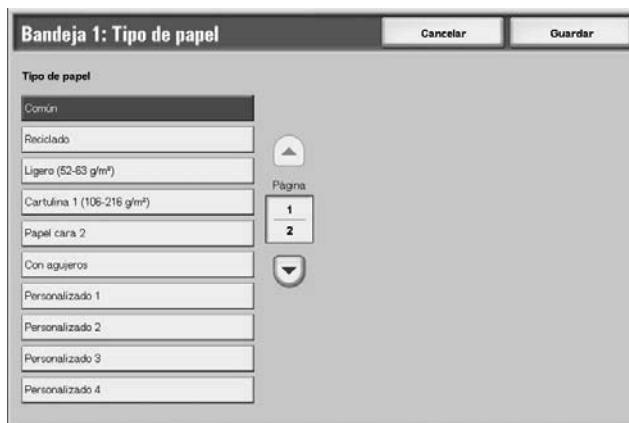 Bandeja 1: Tipo de papel
Cancelar
Guardar
Tipo de papel
Común
Reciclado
Ligero (52-63 g/m²)
Cartulina 1 (106-216 g/m²)
Papel cara 2
Con agujeros
Personalizado 1
Personalizado 2
Personalizado 3
Personalizado 4
Página
1
2